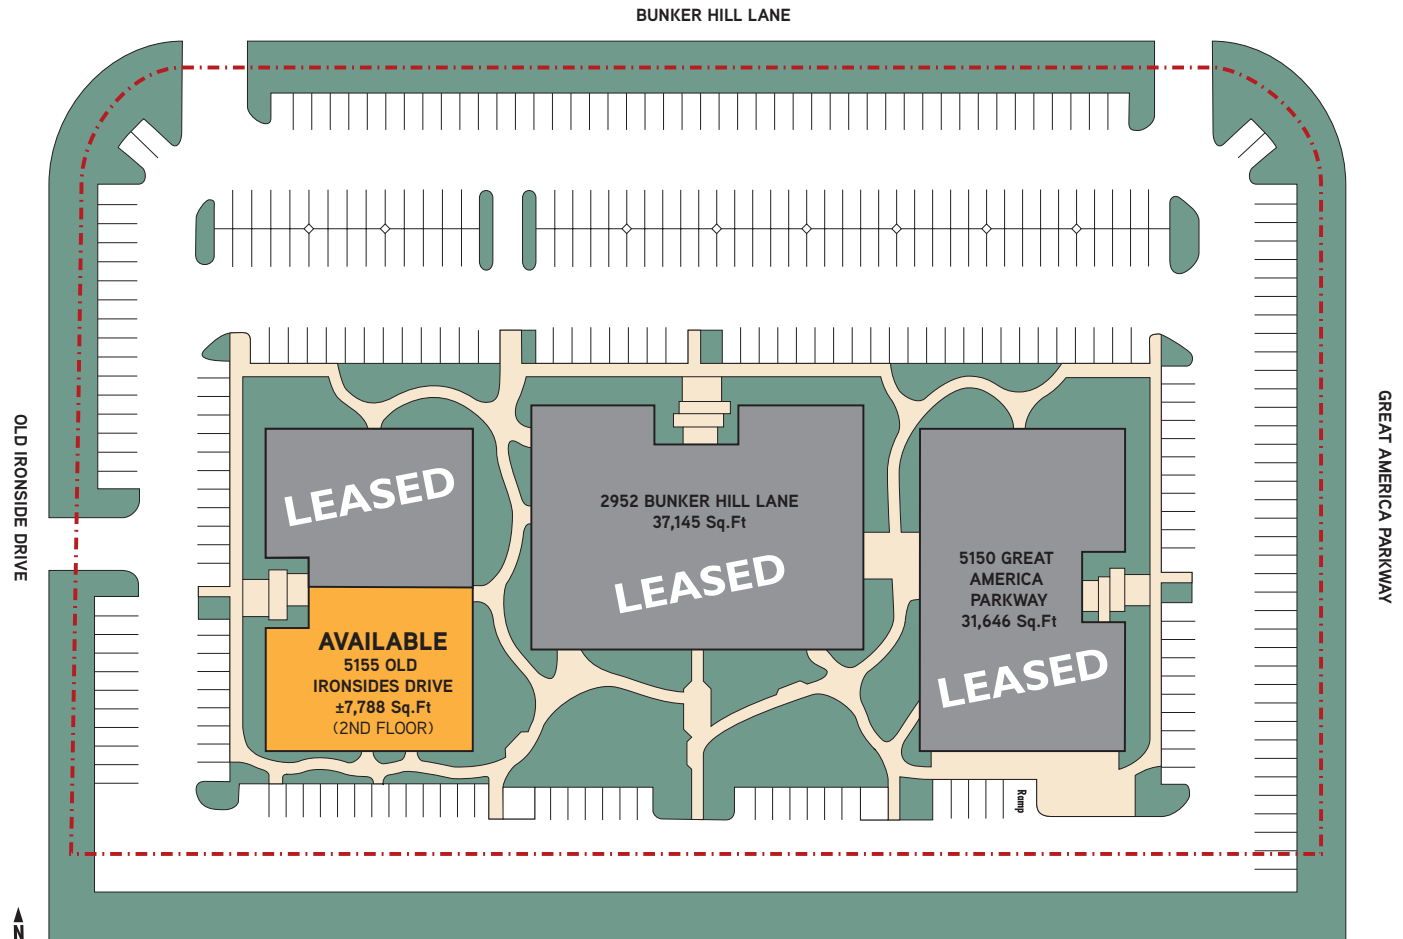 BUNKER HILL LANE
OLD IRONSIDE DRIVE
GREAT AMERICA PARKWAY
LEASED
2952 BUNKER HILL LANE
37,145 Sq.Ft
LEASED
5150 GREAT
AMERICA
PARKWAY
31,646 Sq.Ft
LEASED
AVAILABLE
5155 OLD
IRONSIDES DRIVE
±7,788 Sq.Ft
(2ND FLOOR)
Ramp
N